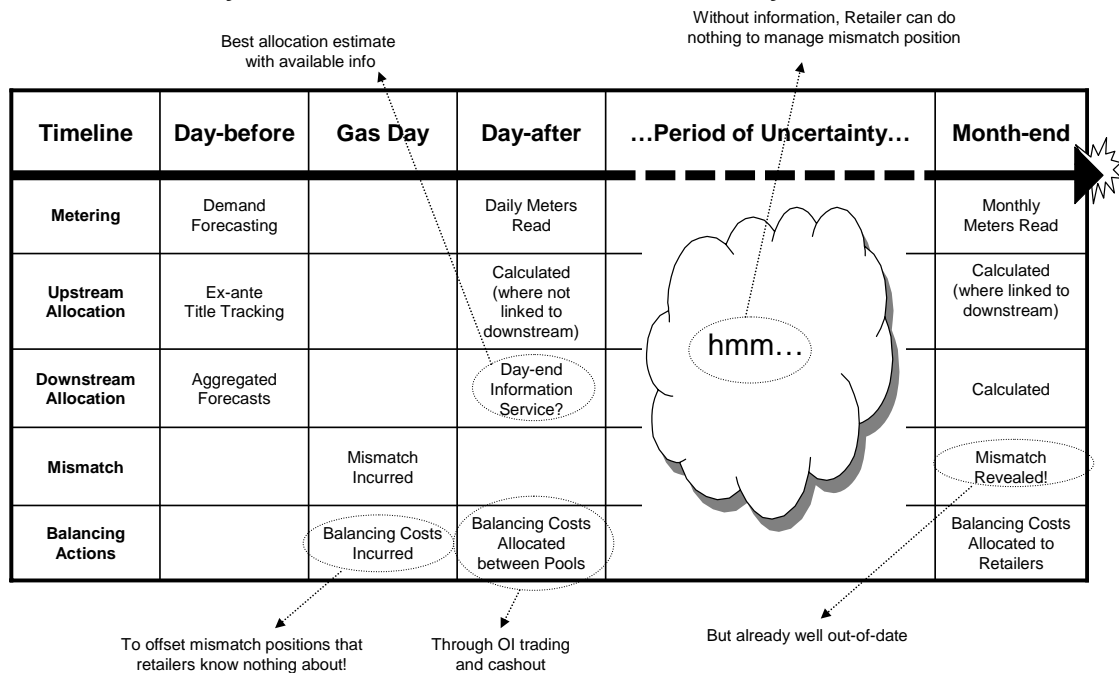 Without information, Retailer can do
nothing to manage mismatch position
Best allocation estimate
with available info
Timeline
Day-before
Gas Day
Day-after
...Period of Uncertainty...
Month-end
Metering
Demand
Forecasting
Daily Meters
Read
Monthly
Meters Read
Upstream
Allocation
Ex-ante
Title Tracking
Calculated
(where not
linked to
downstream)
Calculated
(where linked to
downstream)
hmm...
Downstream
Allocation
Aggregated
Forecasts
Day-end
Information
Service?
Calculated
Mismatch
Mismatch
Incurred
Mismatch
Revealed!
Balancing
Actions
Balancing Costs
Incurred
Balancing Costs
Allocated
between Pools
Balancing Costs
Allocated to
Retailers
To offset mismatch positions that
retailers know nothing about!
Through OI trading
and cashout
But already well out-of-date